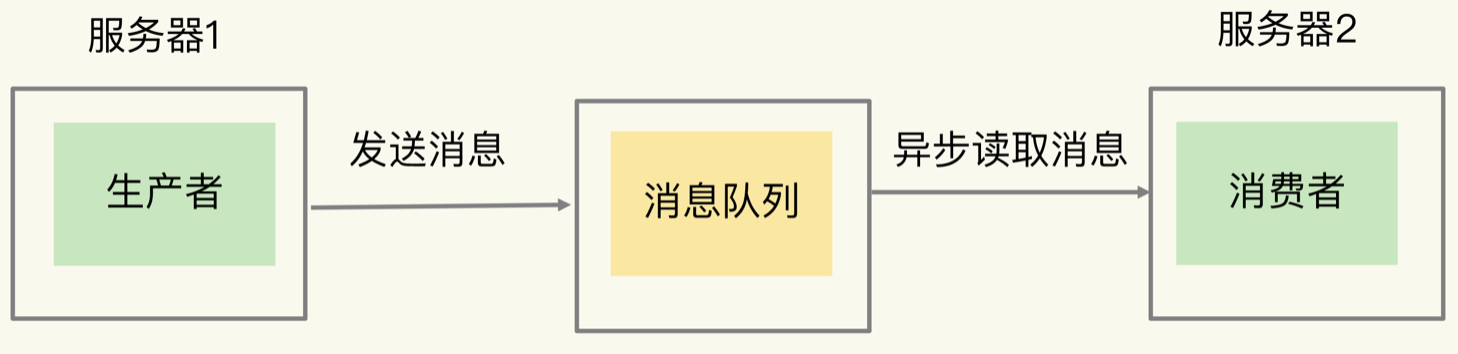 服务器1
服务器2
生产者
发送消息
消息队列
异步读取消息
消费者